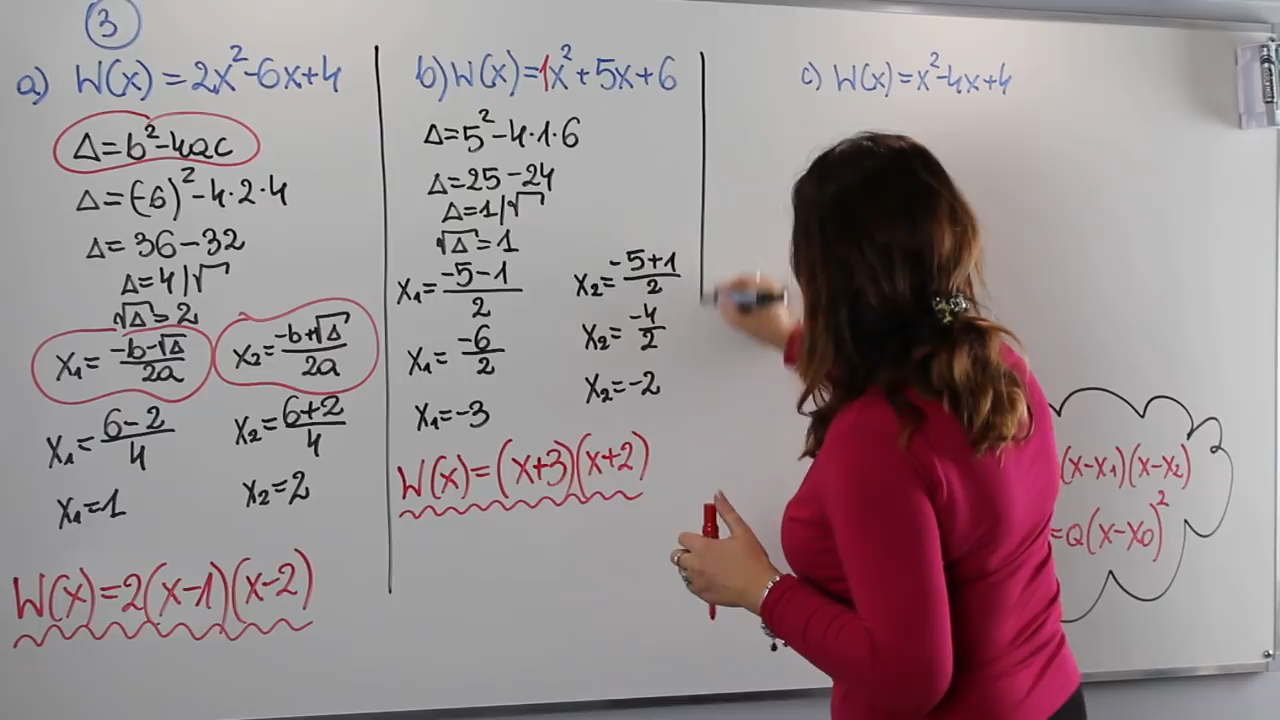 3
a) W(x)=2x²-6x+4
Δ=b²-4ac
Δ=(-6)²-4·2·4
Δ=36-32
Δ=4/√
√Δ=2
x₁=(-b-√Δ)/2a x₂=(-b+√Δ)/2a
x₁=(6-2)/4 x₂=(6+2)/4
x₁=1 x₂=2
W(x)=2(x-1)(x-2)
b) W(x)=1x²+5x+6
Δ=5²-4·1·6
Δ=25-24
Δ=1/√
√Δ=1
x₁=(-5-1)/2 x₂=(-5+1)/2
x₁=-6/2 x₂=-4/2
x₁=-3 x₂=-2
W(x)=(x+3)(x+2)
c) W(x)=x²-4x+4
(x-x₁)(x-x₂)
=a(x-x₀)²